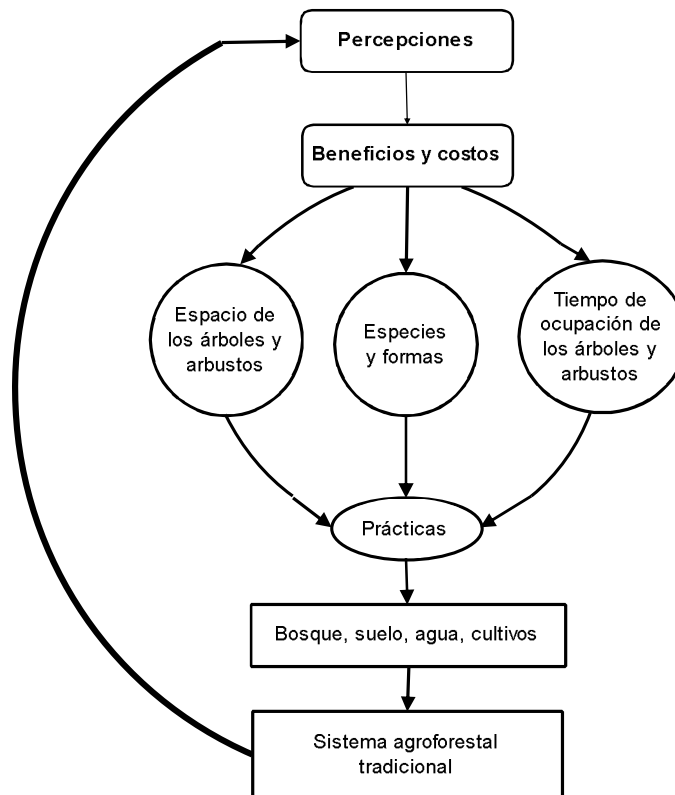 Percepciones
Beneficios y costos
Espacio de
los árboles y
arbustos
Especies
y formas
Tiempo de
ocupación de
los árboles y
arbustos
Prácticas
Bosque, suelo, agua, cultivos
Sistema agroforestal
tradicional